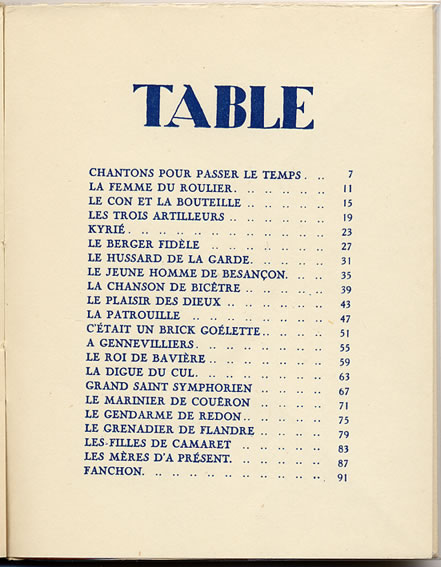 TABLE
CHANTONS POUR PASSER LE TEMPS . .. 7
LA FEMME DU ROULIER. .. .. .. .. .. 11
LE CON ET LA BOUTEILLE .. .. .. .. 15
LES TROIS ARTILLEURS .. .. .. .. .. 19
KYRIÉ. .. .. .. .. .. .. .. .. .. .. 23
LE BERGER FIDÈLE .. .. .. .. .. .. 27
LE HUSSARD DE LA GARDE. .. .. .. .. 31
LE JEUNE HOMME DE BESANÇON. .. .. 35
LA CHANSON DE BICÊTRE .. .. .. .. 39
LE PLAISIR DES DIEUX .. .. .. .. .. 43
LA PATROUILLE .. .. .. .. .. .. .. 47
C'ÉTAIT UN BRICK GOÉLETTE .. .. .. 51
A GENNEVILLIERS. .. .. .. .. .. .. 55
LE ROI DE BAVIÈRE .. .. .. .. .. .. 59
LA DIGUE DU CUL. .. .. .. .. .. .. 63
GRAND SAINT SYMPHORIEN .. .. .. 67
LE MARINIER DE COUËRON .. .. .. .. 71
LE GENDARME DE REDON .. .. .. .. 75
LE GRENADIER DE FLANDRE .. .. .. .. 79
LES FILLES DE CAMARET .. .. .. .. 83
LES MÈRES D'A PRÉSENT. .. .. .. .. 87
FANCHON. .. .. .. .. .. .. .. .. .. 91